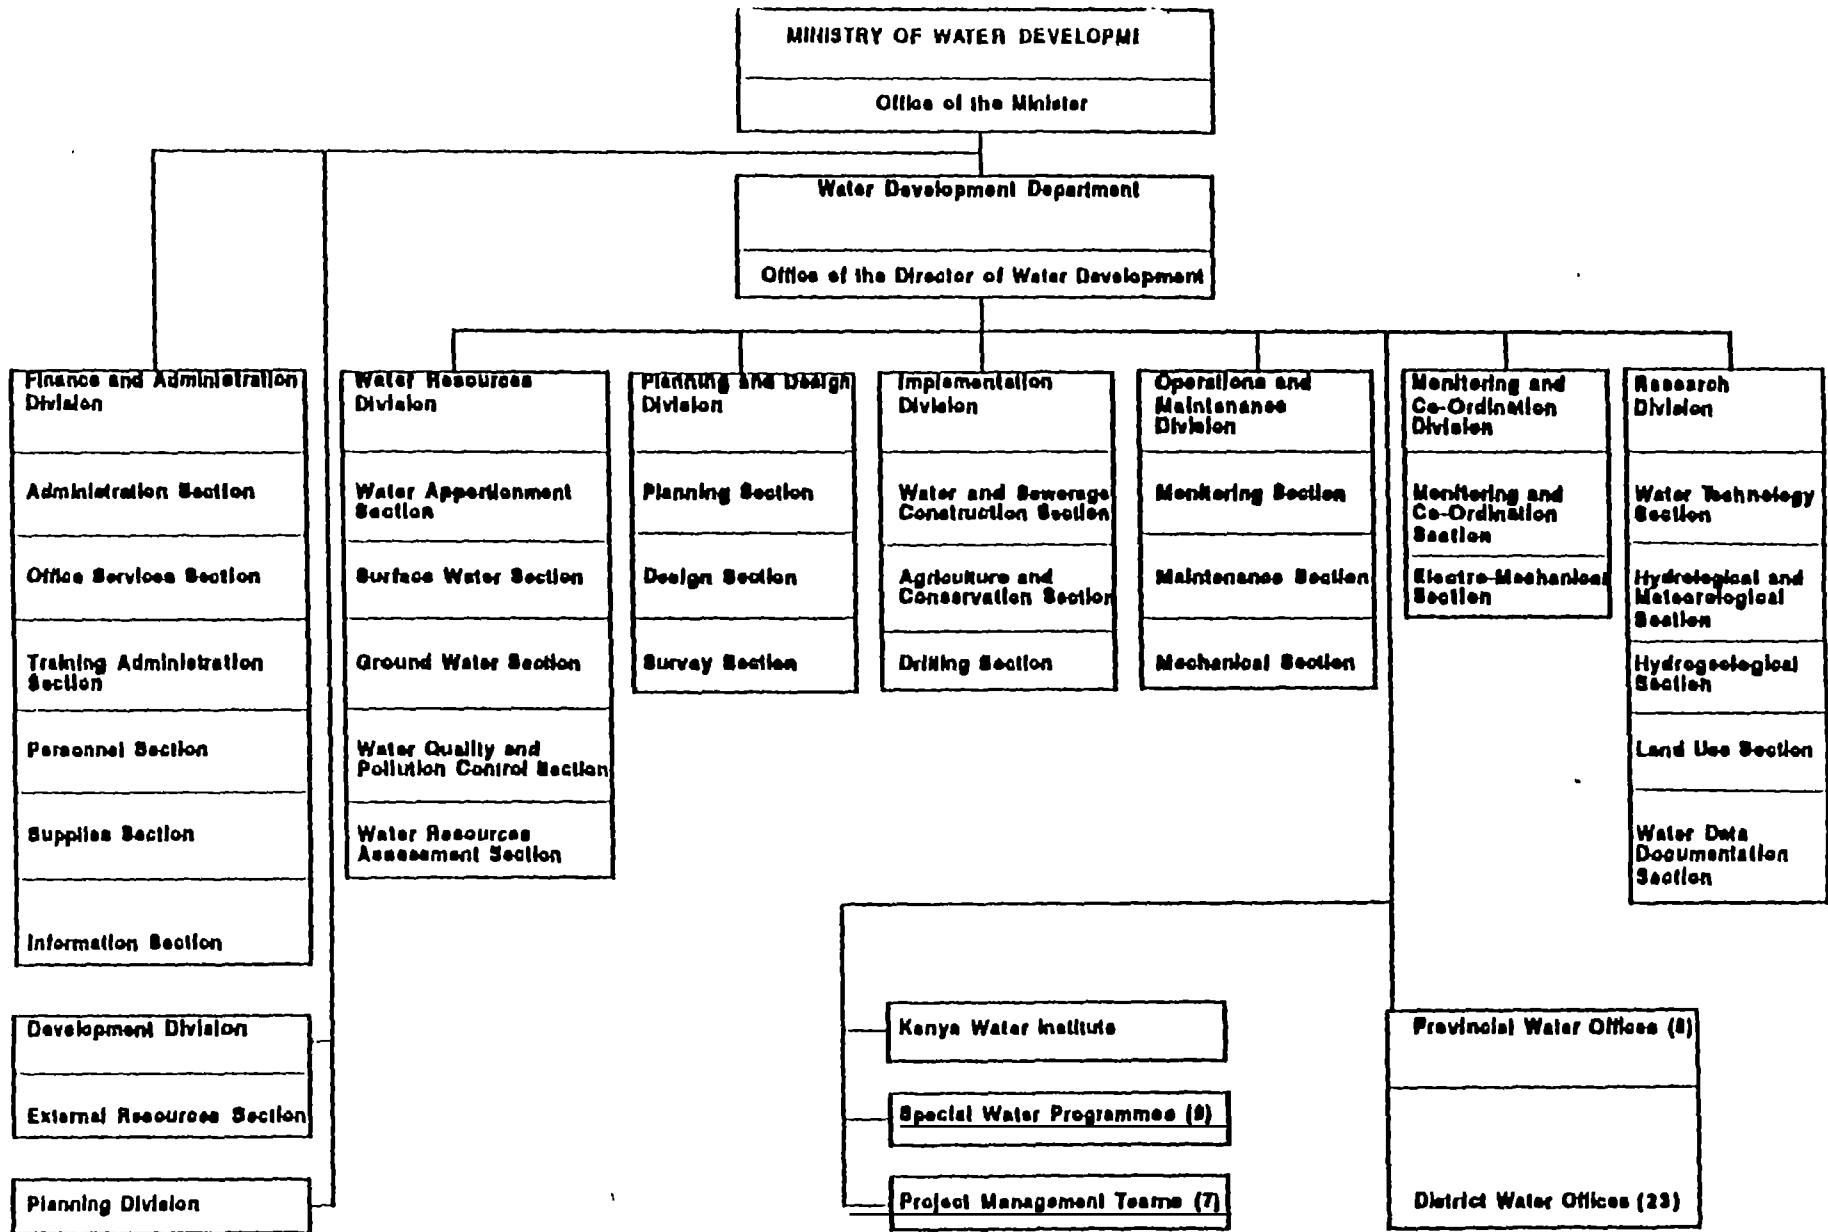 MINISTRY OF WATER DEVELOPME
Office of the Minister
Water Development Department
Office of the Director of Water Development
Finance and Administration
Division
Administration Section
Office Services Section
Training Administration
Section
Personnel Section
Supplies Section
Information Section
Water Resources
Division
Water Apportionment
Section
Surface Water Section
Ground Water Section
Water Quality and
Pollution Control Section
Water Resources
Assessment Section
Planning and Design
Division
Planning Section
Design Section
Survey Section
Implementation
Division
Water and Sewerage
Construction Section
Agriculture and
Conservation Section
Drilling Section
Operations and
Maintenance
Division
Monitoring Section
Maintenance Section
Mechanical Section
Monitoring and
Co-Ordination
Division
Monitoring and
Co-Ordination
Section
Electro-Mechanical
Section
Research
Division
Water Technology
Section
Hydrological and
Meteorological
Section
Hydrogeological
Section
Land Use Section
Water Data
Documentation
Section
Development Division
External Resources Section
Planning Division
Kenya Water Institute
Special Water Programmes
Project Management Teams (7)
Provincial Water Offices
District Water Offices (23)